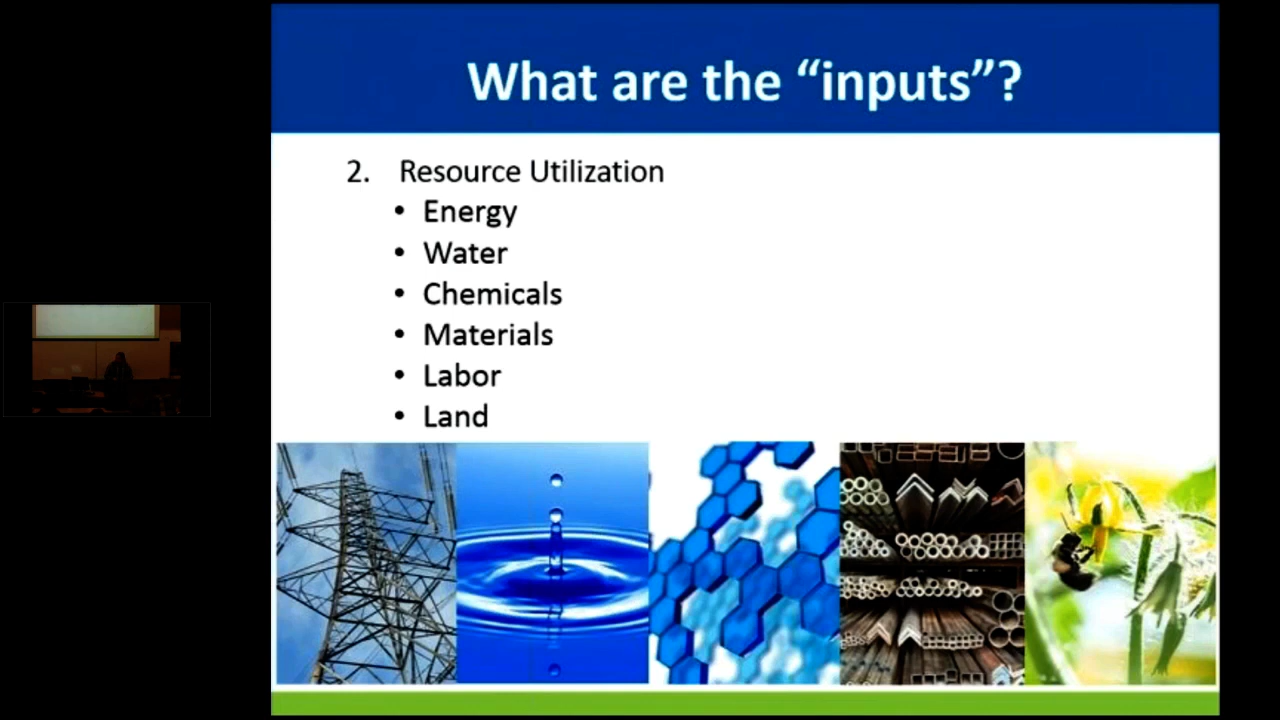 What are the “inputs”?
2. Resource Utilization
• Energy
• Water
• Chemicals
• Materials
• Labor
• Land